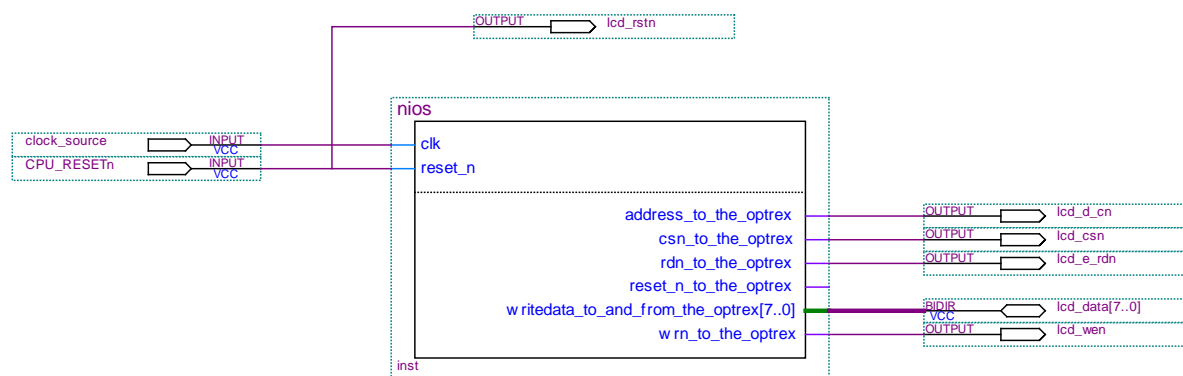 OUTPUT lcd_rstn
nios
clock_source INPUT VCC clk
CPU_RESETn INPUT VCC reset_n
address_to_the_optrex OUTPUT lcd_d_cn
csn_to_the_optrex OUTPUT lcd_csn
rdn_to_the_optrex OUTPUT lcd_e_rdn
reset_n_to_the_optrex
writedata_to_and_from_the_optrex[7..0] BIDIR VCC lcd_data[7..0]
wrn_to_the_optrex OUTPUT lcd_wen
inst